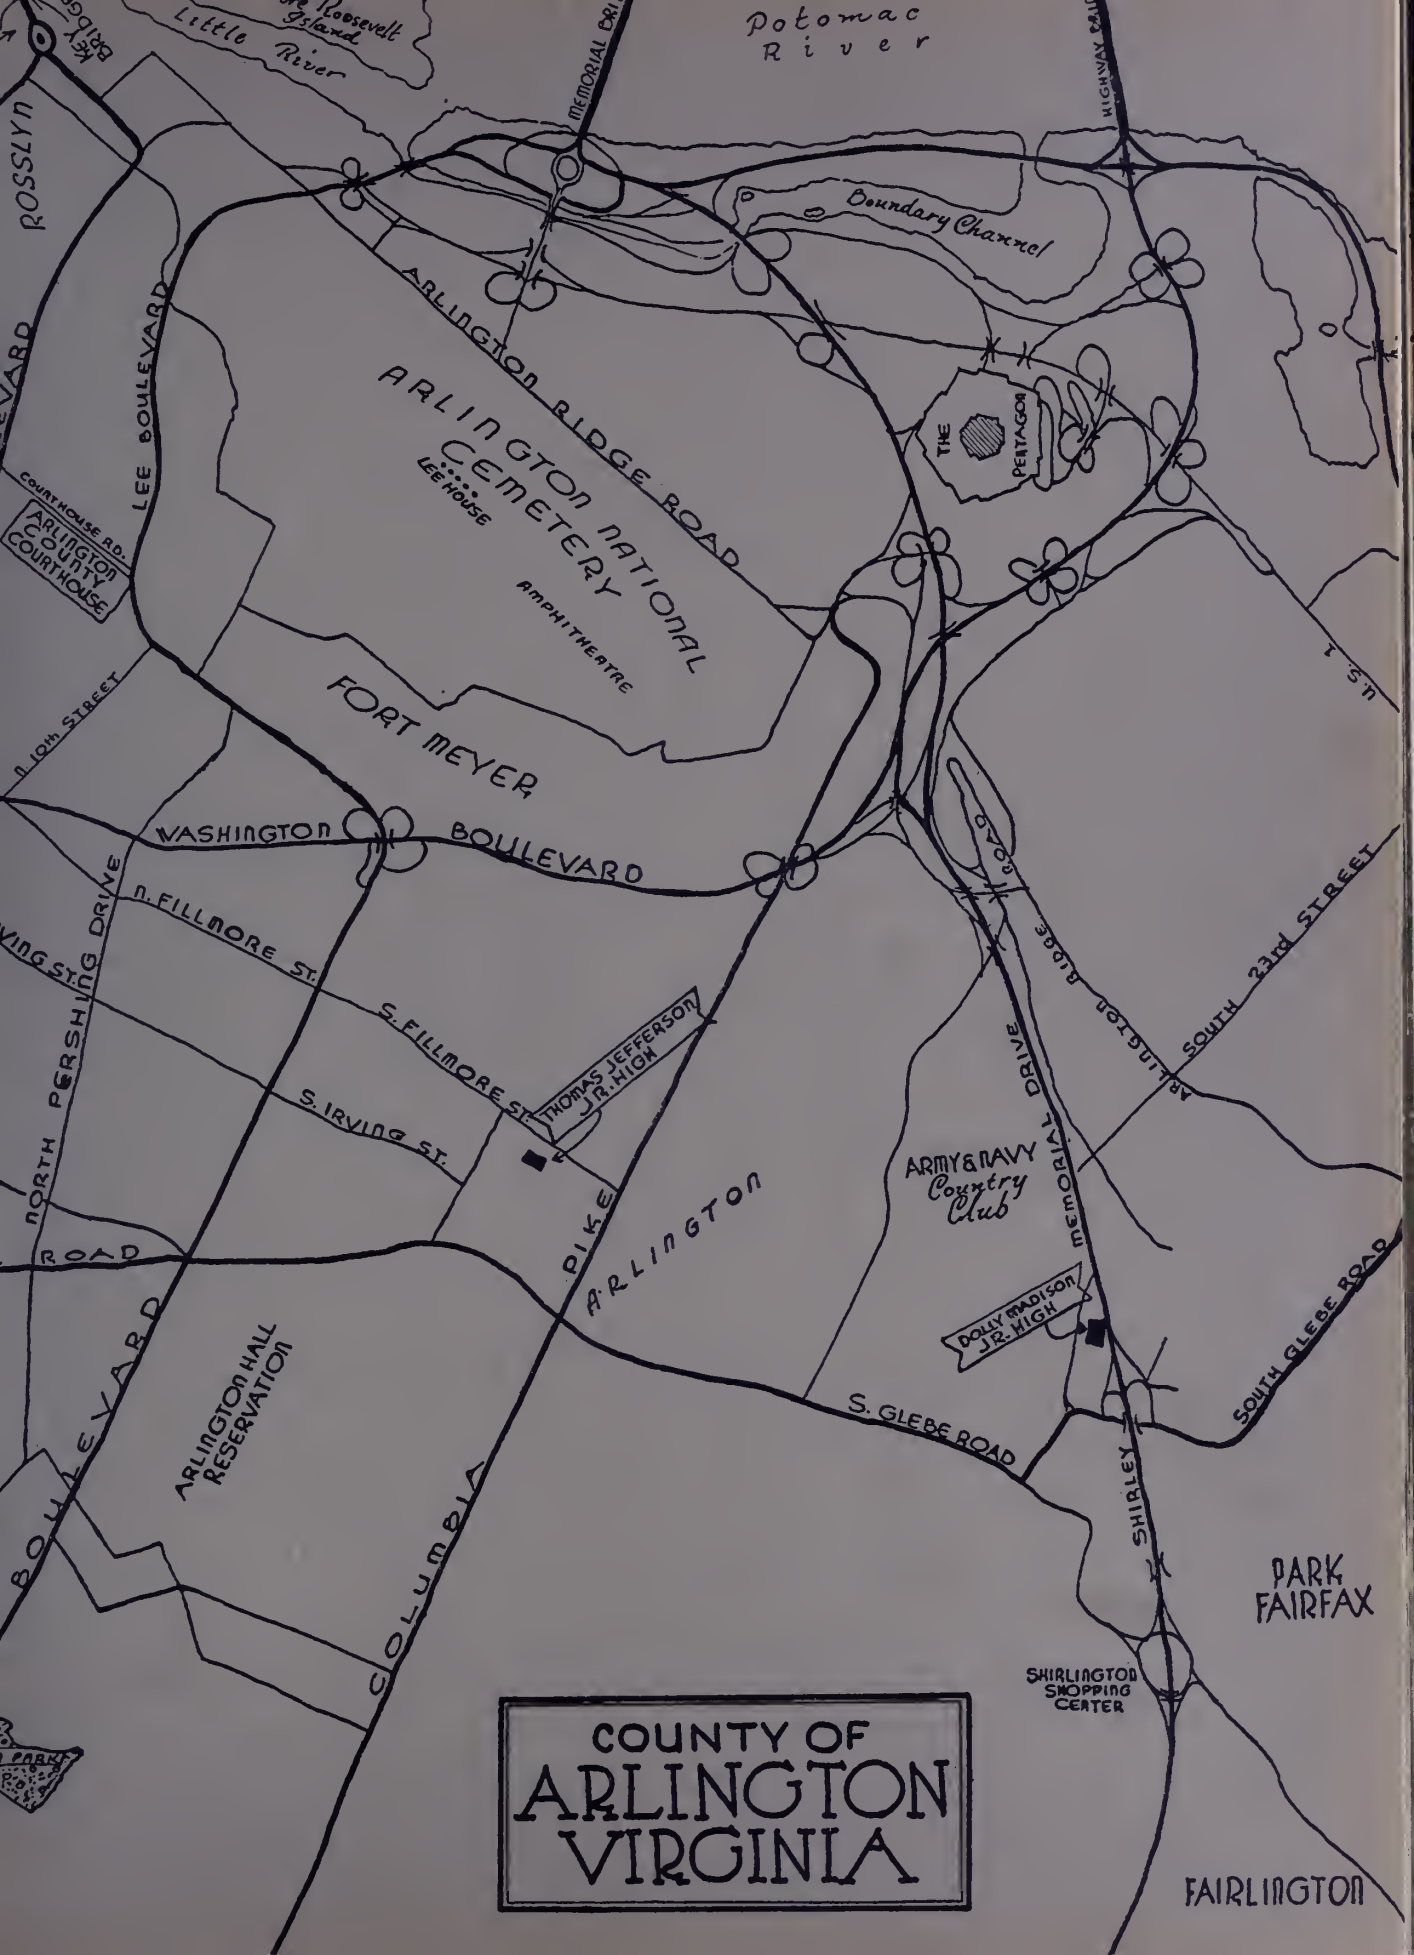 KEY
BRIDGE
Roosevelt
Island
Little River
MEMORIAL
Potomac
River
HIGHWAY
ROSSLYN
Boundary Channel
ARLINGTON RIDGE ROAD
LEE BOULEVARD
ARLINGTON NATIONAL
CEMETERY
LEE HOUSE
AMPHITHEATRE
THE
PENTAGON
COURTHOUSE RD.
ARLINGTON
COUNTY
COURTHOUSE
U.S. 1
N 10th STREET
FORT MEYER
WASHINGTON BOULEVARD
NORTH PERSHING DRIVE
N. FILLMORE ST.
S. FILLMORE ST.
S. IRVING ST.
THOMAS JEFFERSON
JR. HIGH
ARLINGTON RIDGE ROAD
SOUTH 23rd STREET
ARMY & NAVY
Country
Club
SHIRLEY MEMORIAL DRIVE
ROAD
COLUMBIA PIKE
ARLINGTON
DOLLY MADISON
JR. HIGH
SOUTH GLEBE ROAD
BOULEVARD
ARLINGTON HALL
RESERVATION
S. GLEBE ROAD
PARK
FAIRFAX
SHIRLINGTON
SHOPPING
CENTER
PARK
COUNTY OF
ARLINGTON
VIRGINIA
FAIRLINGTON